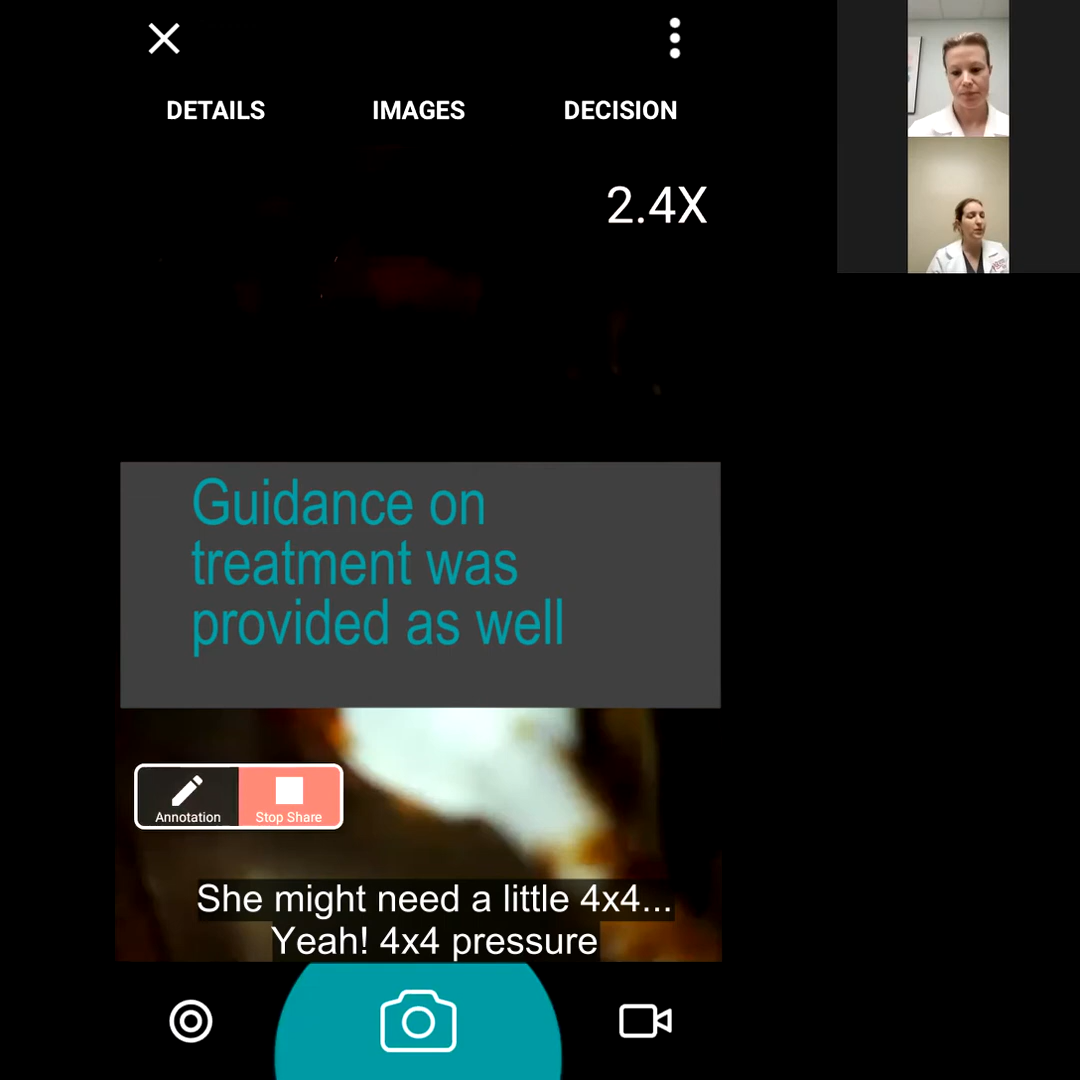 DETAILS
IMAGES
DECISION
2.4X
Guidance on
treatment was
provided as well
Annotation
Stop Share
She might need a little 4x4...
Yeah! 4x4 pressure